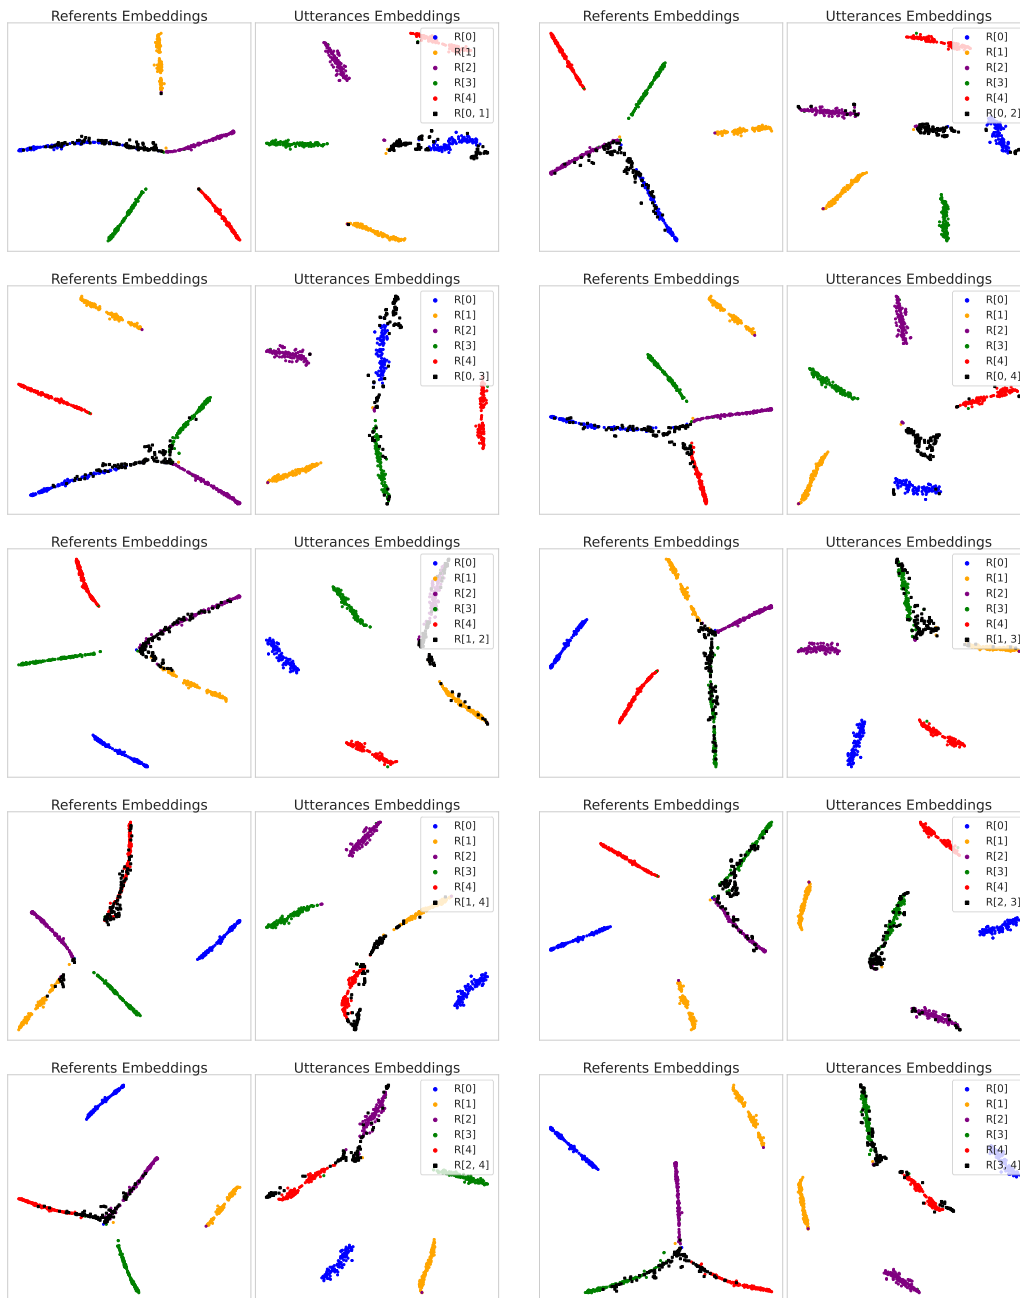 Referents Embeddings
Utterances Embeddings
R[0]
R[1]
R[2]
R[3]
R[4]
R[0, 1]
Referents Embeddings
Utterances Embeddings
R[0]
R[1]
R[2]
R[3]
R[4]
R[0, 2]
Referents Embeddings
Utterances Embeddings
R[0]
R[1]
R[2]
R[3]
R[4]
R[0, 3]
Referents Embeddings
Utterances Embeddings
R[0]
R[1]
R[2]
R[3]
R[4]
R[0, 4]
Referents Embeddings
Utterances Embeddings
R[0]
R[1]
R[2]
R[3]
R[4]
R[1, 2]
Referents Embeddings
Utterances Embeddings
R[0]
R[1]
R[2]
R[3]
R[4]
R[1, 3]
Referents Embeddings
Utterances Embeddings
R[0]
R[1]
R[2]
R[3]
R[4]
R[1, 4]
Referents Embeddings
Utterances Embeddings
R[0]
R[1]
R[2]
R[3]
R[4]
R[2, 3]
Referents Embeddings
Utterances Embeddings
R[0]
R[1]
R[2]
R[3]
R[4]
R[2, 4]
Referents Embeddings
Utterances Embeddings
R[0]
R[1]
R[2]
R[3]
R[4]
R[3, 4]